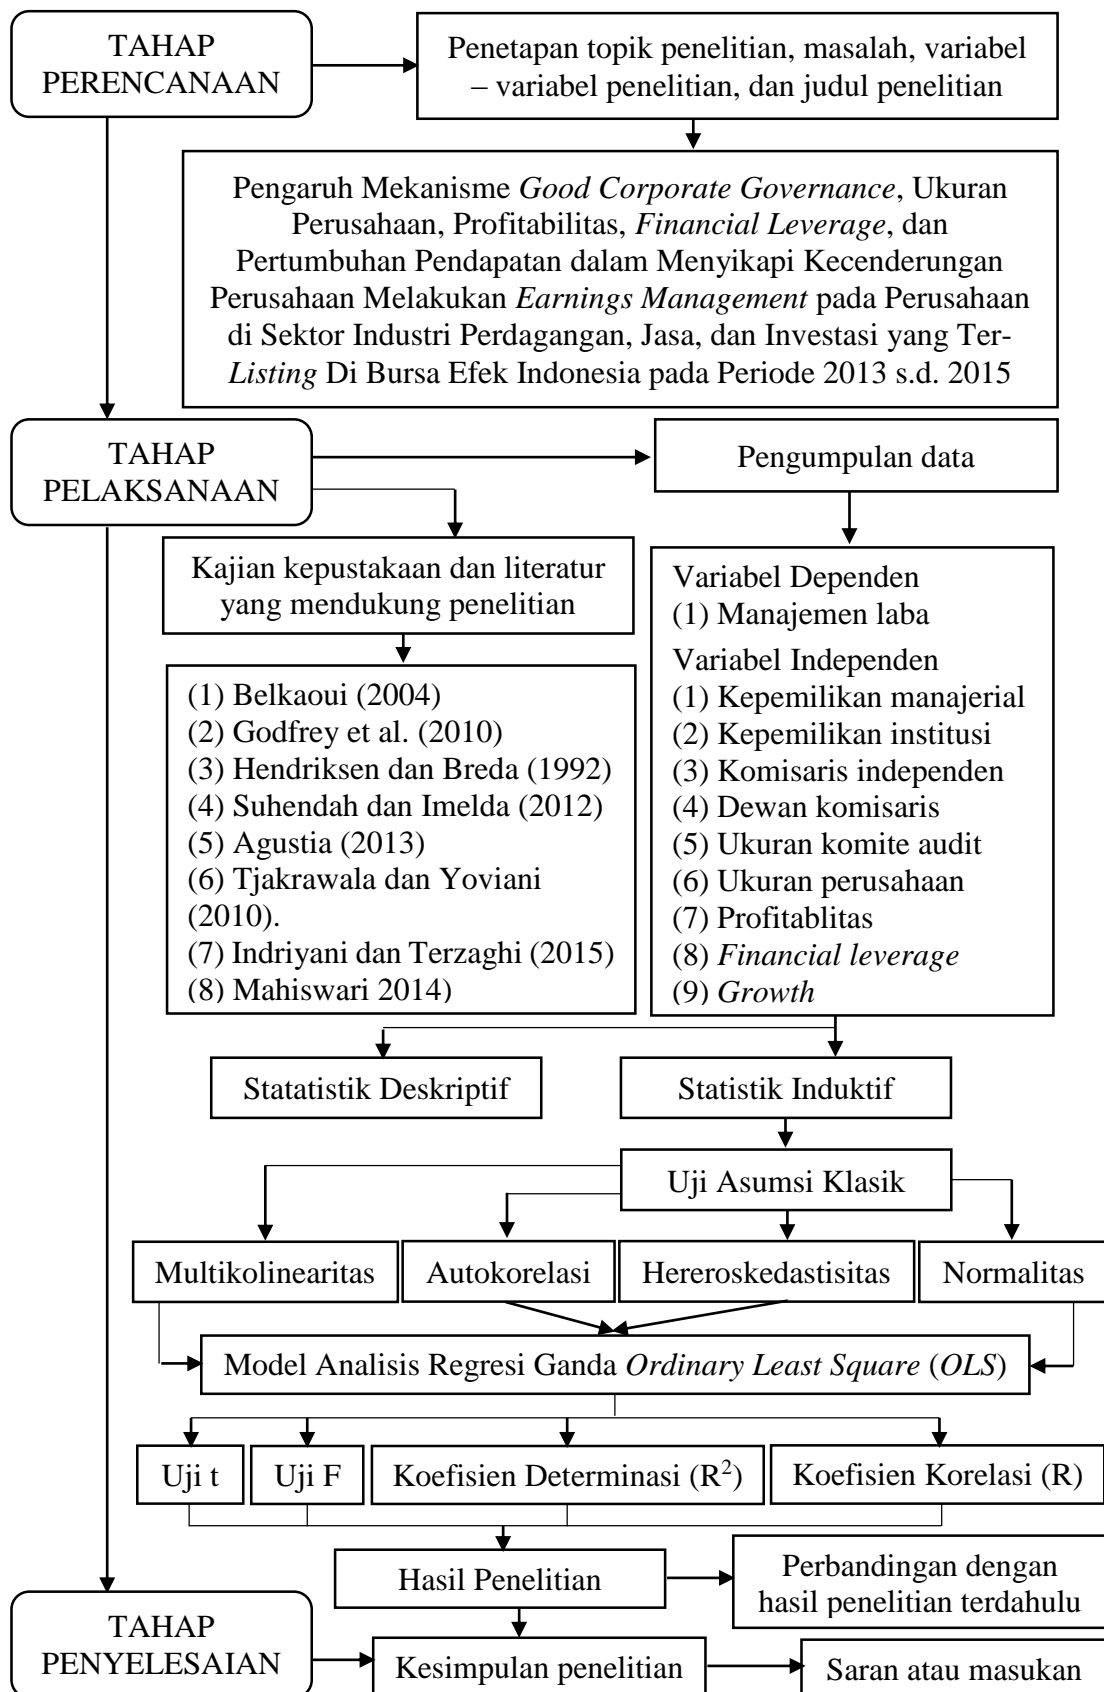 TAHAP
PERENCANAAN
Penetapan topik penelitian, masalah, variabel
– variabel penelitian, dan judul penelitian
Pengaruh Mekanisme Good Corporate Governance, Ukuran
Perusahaan, Profitabilitas, Financial Leverage, dan
Pertumbuhan Pendapatan dalam Menyikapi Kecenderungan
Perusahaan Melakukan Earnings Management pada Perusahaan
di Sektor Industri Perdagangan, Jasa, dan Investasi yang Ter-
Listing Di Bursa Efek Indonesia pada Periode 2013 s.d. 2015
TAHAP
PELAKSANAAN
Pengumpulan data
Kajian kepustakaan dan literatur
yang mendukung penelitian
(1) Belkaoui (2004)
(2) Godfrey et al. (2010)
(3) Hendriksen dan Breda (1992)
(4) Suhendah dan Imelda (2012)
(5) Agustia (2013)
(6) Tjakrawala dan Yoviani
(2010).
(7) Indriyani dan Terzaghi (2015)
(8) Mahiswari 2014)
Variabel Dependen
(1) Manajemen laba
Variabel Independen
(1) Kepemilikan manajerial
(2) Kepemilikan institusi
(3) Komisaris independen
(4) Dewan komisaris
(5) Ukuran komite audit
(6) Ukuran perusahaan
(7) Profitablitas
(8) Financial leverage
(9) Growth
Statatistik Deskriptif
Statistik Induktif
Uji Asumsi Klasik
Multikolinearitas
Autokorelasi
Hereroskedastisitas
Normalitas
Model Analisis Regresi Ganda Ordinary Least Square (OLS)
Uji t
Uji F
Koefisien Determinasi (R²)
Koefisien Korelasi (R)
Hasil Penelitian
Perbandingan dengan
hasil penelitian terdahulu
TAHAP
PENYELESAIAN
Kesimpulan penelitian
Saran atau masukan